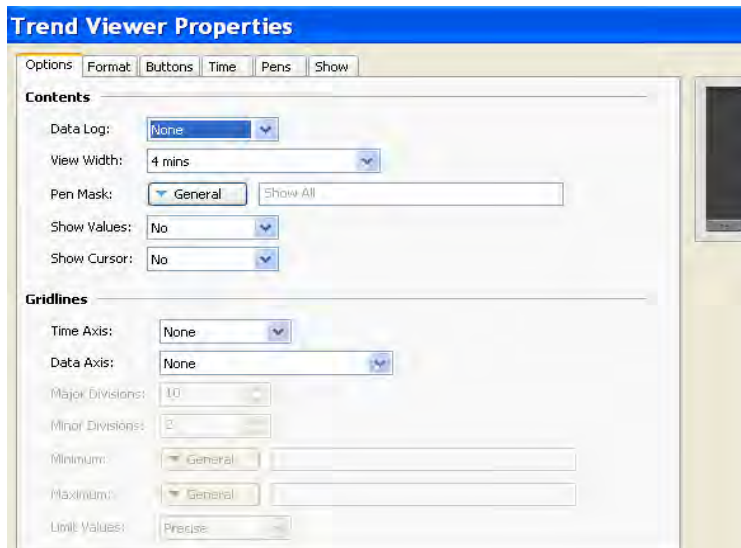 Trend Viewer Properties
Options Format Buttons Time Pens Show
Contents
Data Log: None
View Width: 4 mins
Pen Mask: General Show All
Show Values: No
Show Cursor: No
Gridlines
Time Axis: None
Data Axis: None
Major Divisions: 10
Minor Divisions: 2
Minimum: General
Maximum: General
Limit Values: Precise